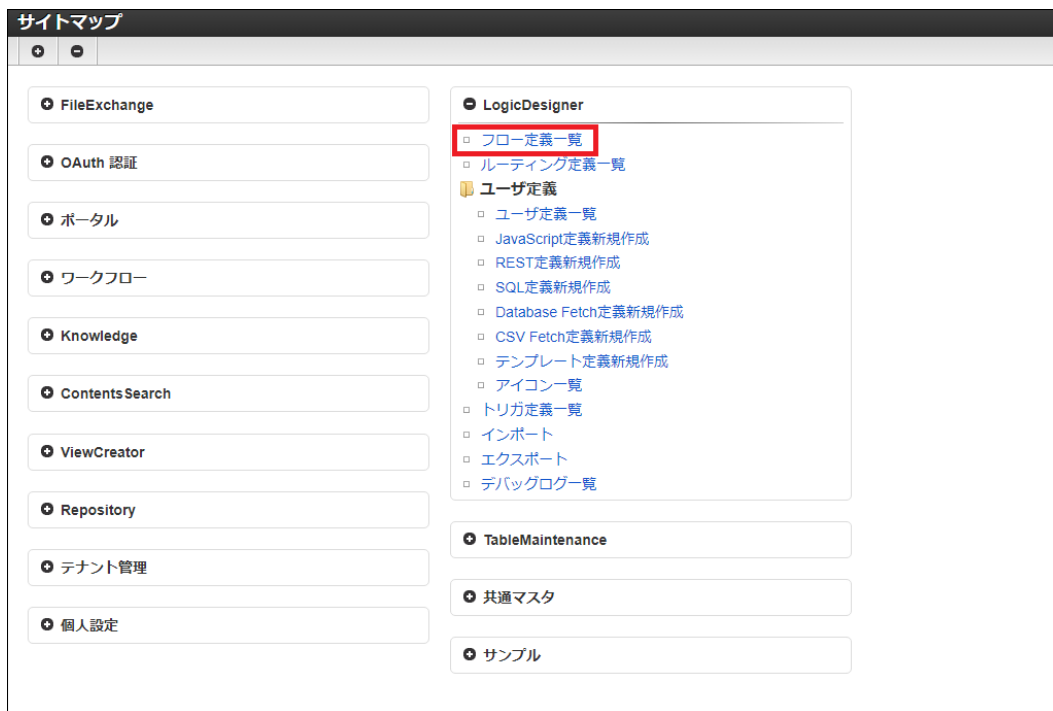 サイトマップ
FileExchange
OAuth 認証
ポータル
ワークフロー
Knowledge
ContentsSearch
ViewCreator
Repository
テナント管理
個人設定
LogicDesigner
フロー定義一覧
ルーティング定義一覧
ユーザ定義
ユーザ定義一覧
JavaScript定義新規作成
REST定義新規作成
SQL定義新規作成
Database Fetch定義新規作成
CSV Fetch定義新規作成
テンプレート定義新規作成
アイコン一覧
トリガ定義一覧
インポート
エクスポート
デバッグログ一覧
TableMaintenance
共通マスタ
サンプル